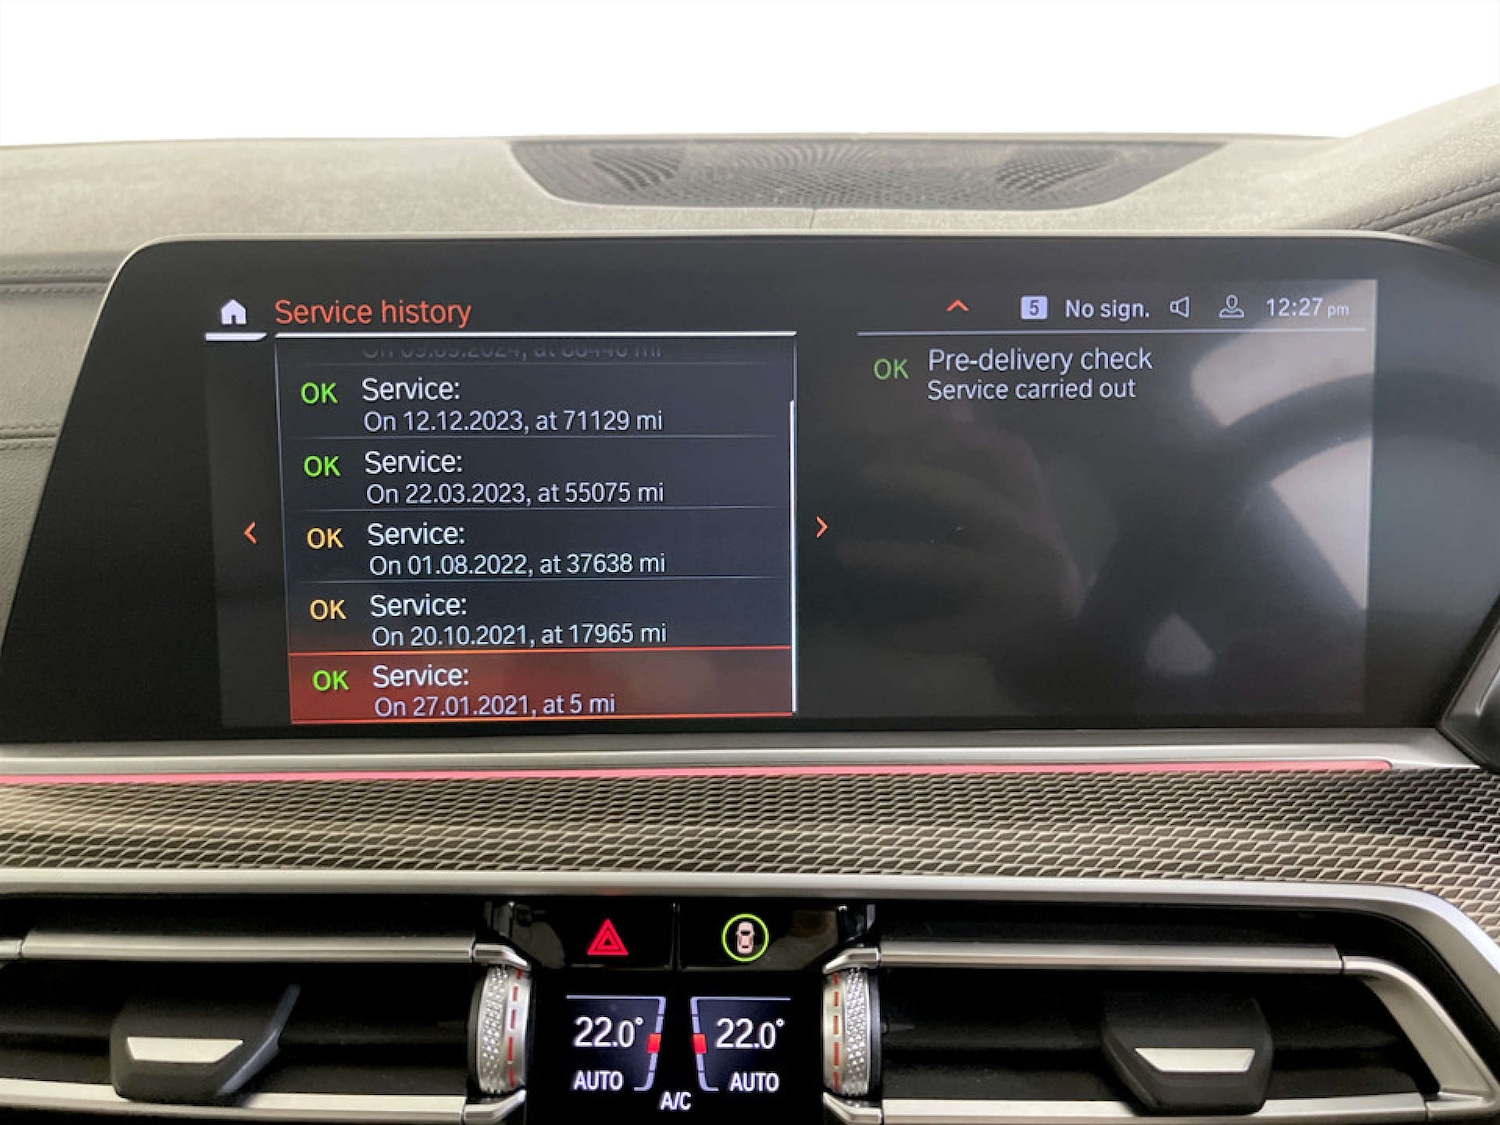 Service history
5 No sign. 12:27 pm
OK Service:
On 12.12.2023, at 71129 mi
OK Service:
On 22.03.2023, at 55075 mi
OK Service:
On 01.08.2022, at 37638 mi
OK Service:
On 20.10.2021, at 17965 mi
OK Service:
On 27.01.2021, at 5 mi
OK Pre-delivery check
Service carried out
22.0° 22.0°
AUTO AUTO
A/C